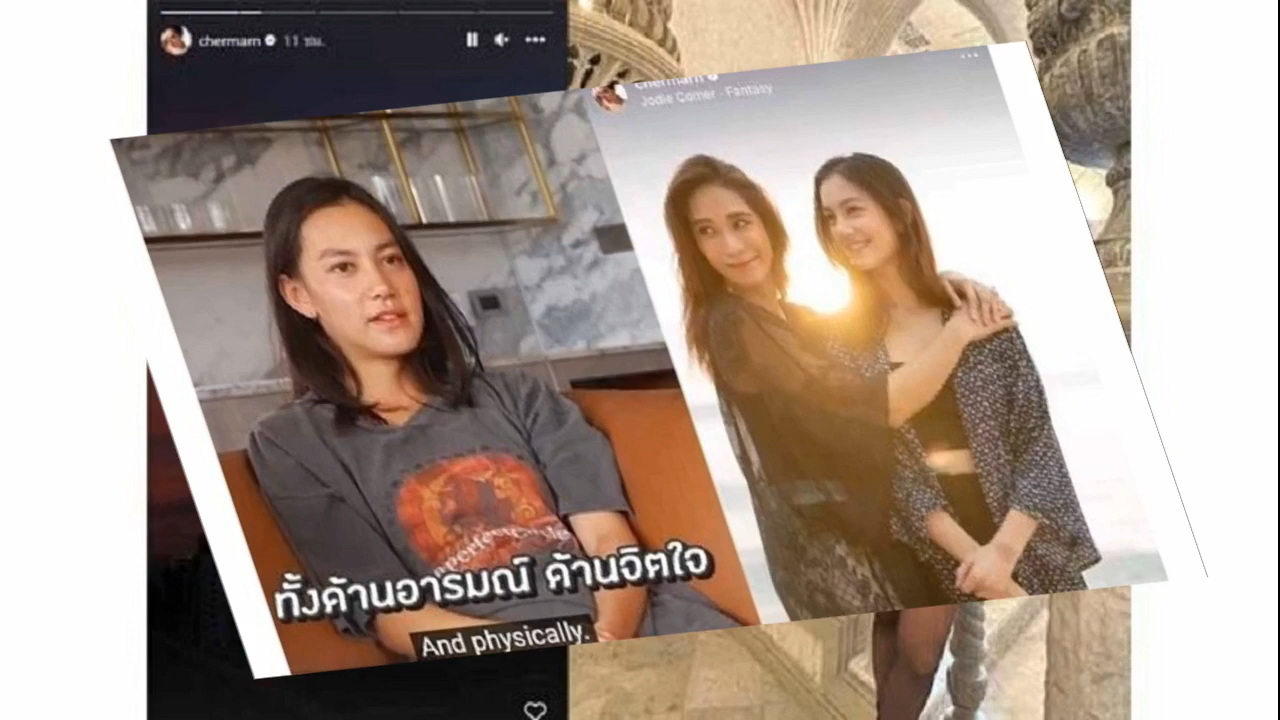 chermarn 11 ชม.
chermarn
Jodie Comer · Fantasy
ทั้งด้านอารมณ์ ด้านจิตใจ
And physically.